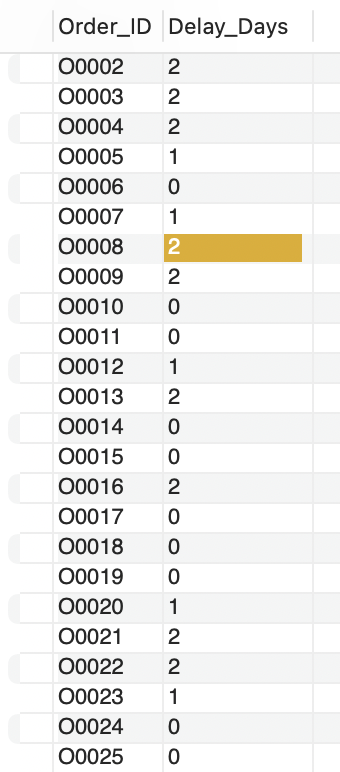 Order_ID Delay_Days
O0002 2
O0003 2
O0004 2
O0005 1
O0006 0
O0007 1
O0008 2
O0009 2
O0010 0
O0011 0
O0012 1
O0013 2
O0014 0
O0015 0
O0016 2
O0017 0
O0018 0
O0019 0
O0020 1
O0021 2
O0022 2
O0023 1
O0024 0
O0025 0